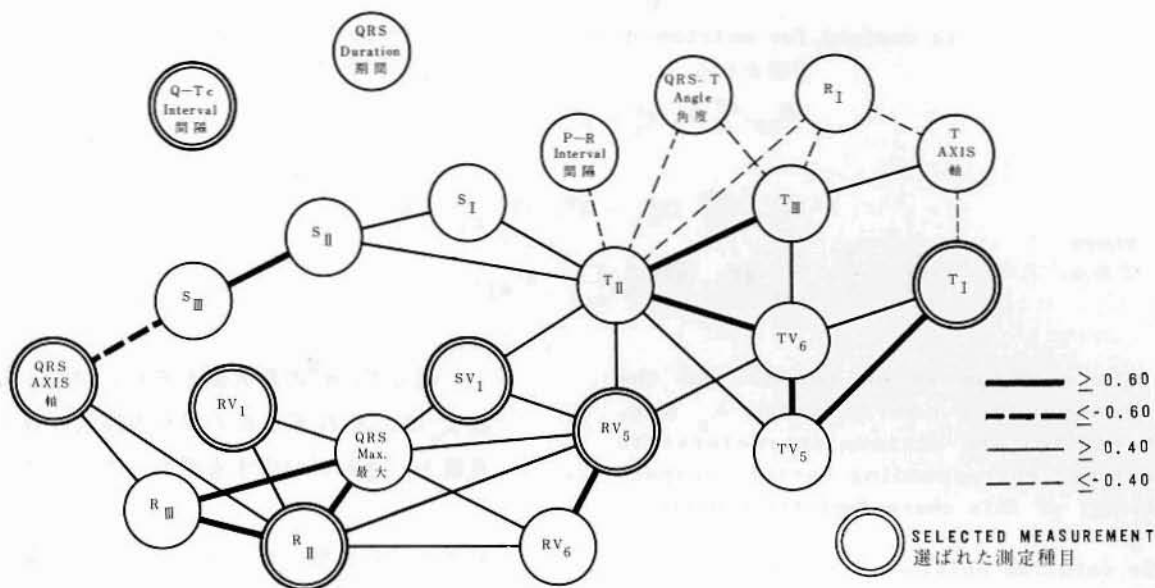 QRS
Duration
期間
Q-Tc
Interval
間隔
QRS-T
Angle
角度
R I
P-R
Interval
間隔
T
AXIS
軸
S I
T III
S II
T II
T I
S III
TV6
QRS
AXIS
軸
RV1
SV1
RV5
QRS
Max.
最大
TV5
R III
R II
RV6
≥ 0.60
≤-0.60
≥ 0.40
≤-0.40
SELECTED MEASUREMENT
選ばれた測定種目